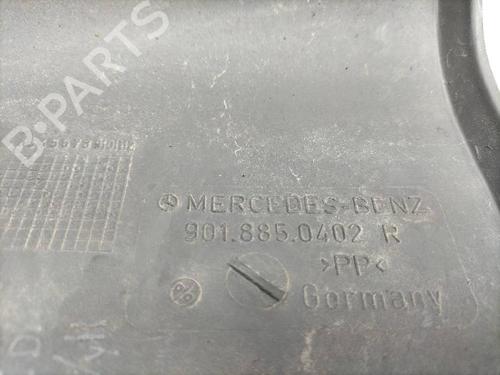 B-PARTS
MERCEDES-BENZ
901.885.0402 R
>PP<
Germany